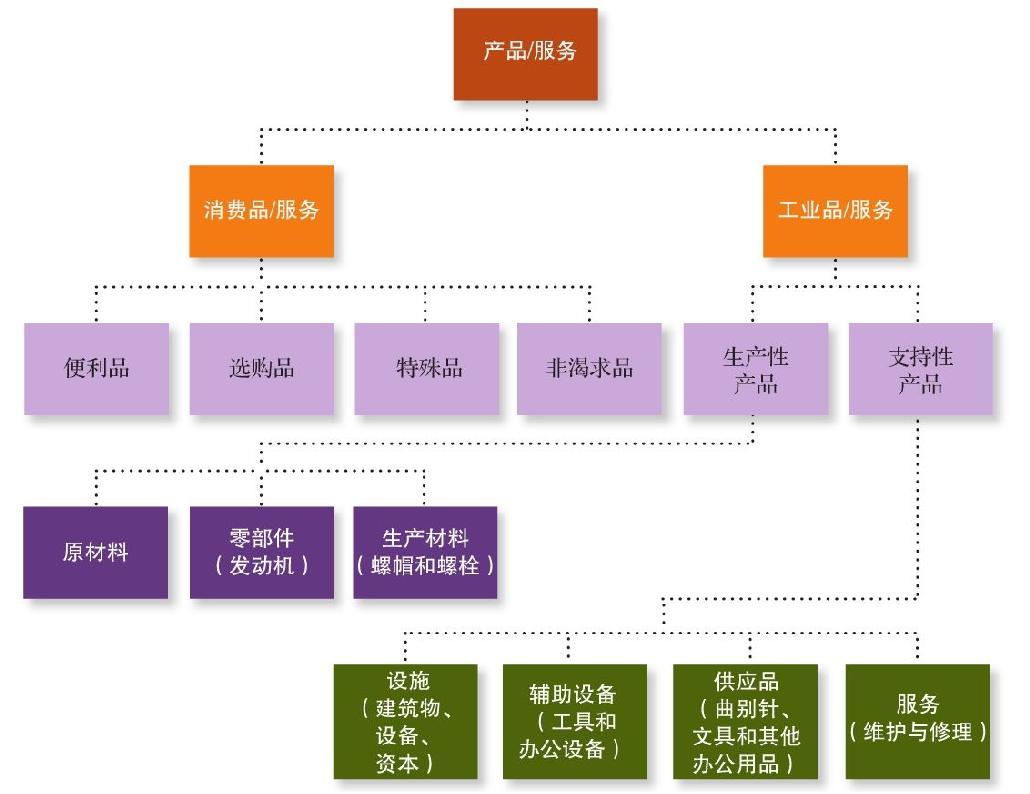 产品/服务
消费品/服务
工业品/服务
便利品
选购品
特殊品
非渴求品
生产性
产品
支持性
产品
原材料
零部件
（发动机）
生产材料
（螺帽和螺栓）
设施
（建筑物、
设备、
资本）
辅助设备
（工具和
办公设备）
供应品
（曲别针、
文具和其他
办公用品）
服务
（维护与修理）